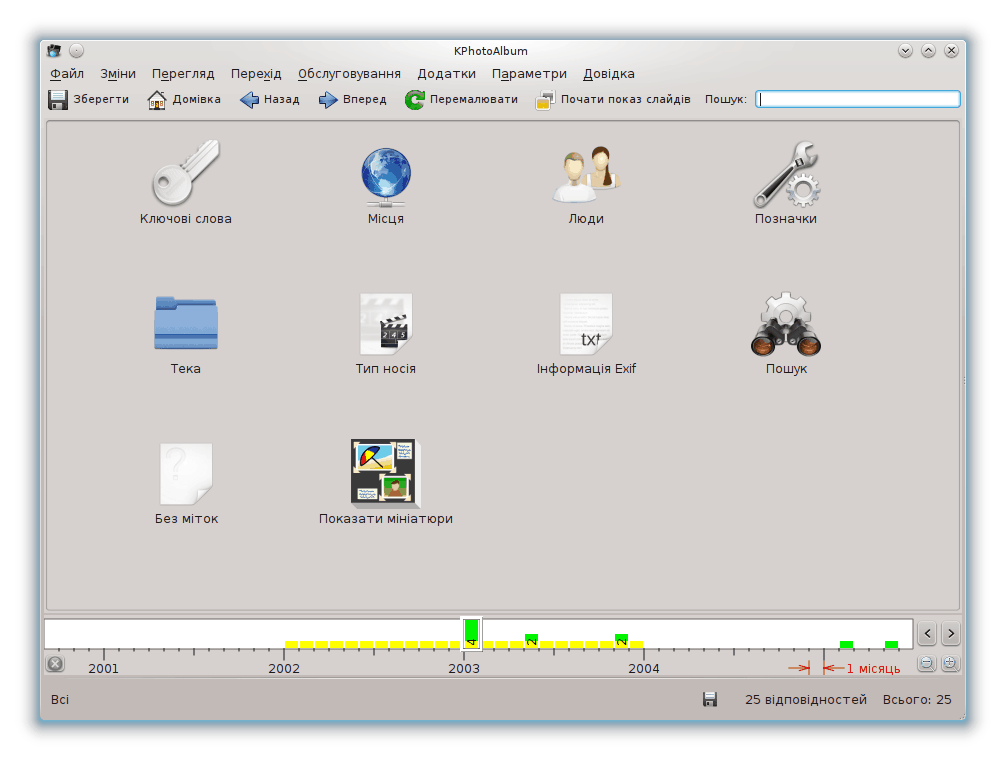 KPhotoAlbum
Файл Зміни Перегляд Перехід Обслуговування Додатки Параметри Довідка
Зберегти Домівка Назад Вперед Перемалювати Почати показ слайдів Пошук:
Ключові слова Місця Люди Позначки
txt
Тека Тип носія Інформація Exif Пошук
Без міток Показати мініатюри
4 2 2
2001 2002 2003 2004 1 місяць
Всі 25 відповідностей Всього: 25